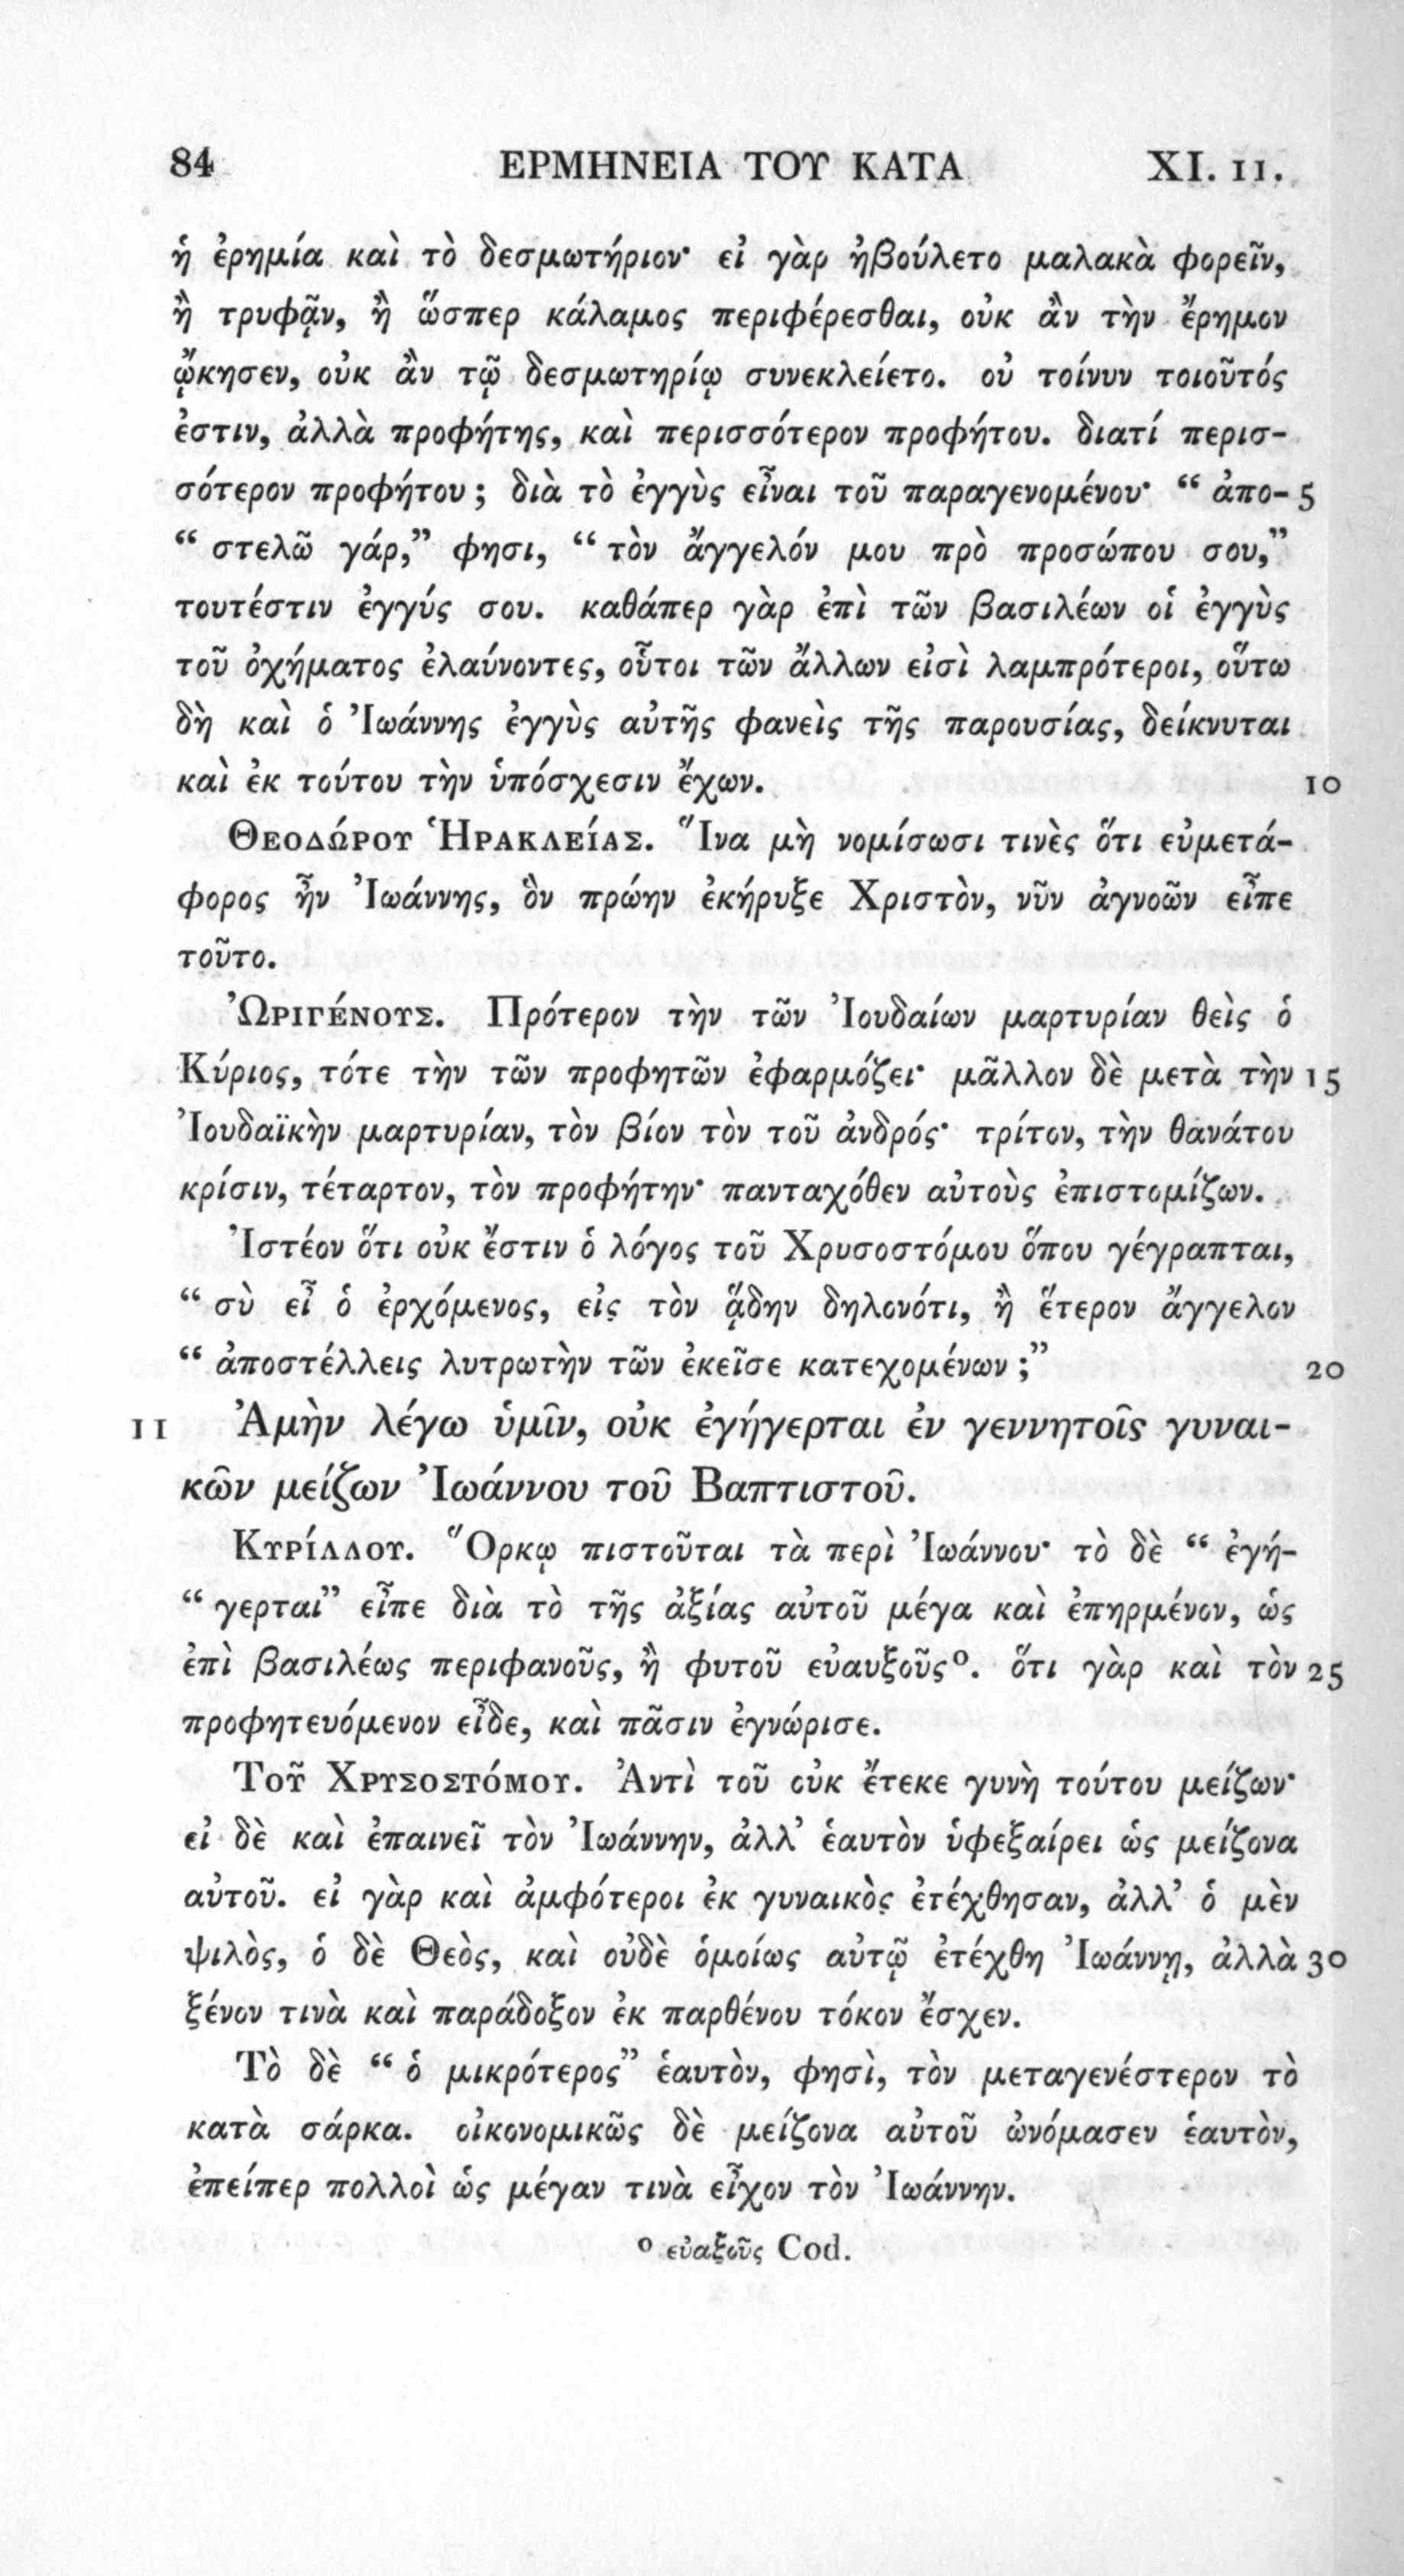 84 ΕΡΜΗΝΕΙΑ ΤΟΥ ΚΑΤΑ XI. 11.
ἡ ἐρημία καὶ τὸ δεσμωτήριον· εἰ γὰρ ἠβούλετο μαλακὰ φορεῖν,
ἢ τρυφᾷν, ἢ ὥσπερ κάλαμος περιφέρεσθαι, οὐκ ἂν τὴν ἔρημον
ᾤκησεν, οὐκ ἂν τῷ δεσμωτηρίῳ συνεκλείετο. οὐ τοίνυν τοιοῦτός
ἐστιν, ἀλλὰ προφήτης, καὶ περισσότερον προφήτου. διατί περισ-
σότερον προφήτου; διὰ τὸ ἐγγὺς εἶναι τοῦ παραγενομένου· “ ἀπο- 5
“ στελῶ γάρ,” φησι, “ τὸν ἄγγελόν μου πρὸ προσώπου σου,”
τουτέστιν ἐγγύς σου. καθάπερ γὰρ ἐπὶ τῶν βασιλέων οἱ ἐγγὺς
τοῦ ὀχήματος ἐλαύνοντες, οὗτοι τῶν ἄλλων εἰσὶ λαμπρότεροι, οὕτω
δὴ καὶ ὁ Ἰωάννης ἐγγὺς αὐτῆς φανεὶς τῆς παρουσίας, δείκνυται
καὶ ἐκ τούτου τὴν ὑπόσχεσιν ἔχων. 10
ΘΕΟΔΏΡΟΥ ἩΡΑΚΛΕΊΑΣ. Ἵνα μὴ νομίσωσι τινὲς ὅτι εὐμετά-
φορος ἦν Ἰωάννης, ὃν πρώην ἐκήρυξε Χριστὸν, νῦν ἀγνοῶν εἶπε
τοῦτο.
ὨΡΙΓΈΝΟΥΣ. Πρότερον τὴν τῶν Ἰουδαίων μαρτυρίαν θεὶς ὁ
Κύριος, τότε τὴν τῶν προφητῶν ἐφαρμόζει· μᾶλλον δὲ μετὰ τὴν 15
Ἰουδαϊκὴν μαρτυρίαν, τὸν βίον τὸν τοῦ ἀνδρός· τρίτον, τὴν θανάτου
κρίσιν, τέταρτον, τὸν προφήτην· πανταχόθεν αὐτοὺς ἐπιστομίζων.
Ἰστέον ὅτι οὐκ ἔστιν ὁ λόγος τοῦ Χρυσοστόμου ὅπου γέγραπται,
“ σὺ εἶ ὁ ἐρχόμενος, εἰς τὸν ᾅδην δηλονότι, ἢ ἕτερον ἄγγελον
“ ἀποστέλλεις λυτρωτὴν τῶν ἐκεῖσε κατεχομένων ;” 20
11 Ἀμὴν λέγω ὑμῖν, οὐκ ἐγήγερται ἐν γεννητοῖς γυναι-
κῶν μείζων Ἰωάννου τοῦ Βαπτιστοῦ.
ΚΥΡΊΛΛΟΥ. Ὅρκῳ πιστοῦται τὰ περὶ Ἰωάννου· τὸ δὲ “ ἐγή-
“ γερται” εἶπε διὰ τὸ τῆς ἀξίας αὐτοῦ μέγα καὶ ἐπηρμένον, ὡς
ἐπὶ βασιλέως περιφανοῦς, ἢ φυτοῦ εὐαυξοῦς°. ὅτι γὰρ καὶ τὸν 25
προφητευόμενον εἶδε, καὶ πᾶσιν ἐγνώρισε.
ΤΟΥ͂ ΧΡΥΣΟΣΤΌΜΟΥ. Ἀντὶ τοῦ οὐκ ἔτεκε γυνὴ τούτου μείζων·
εἰ δὲ καὶ ἐπαινεῖ τὸν Ἰωάννην, ἀλλ’ ἑαυτὸν ὑφεξαίρει ὡς μείζονα
αὐτοῦ. εἰ γὰρ καὶ ἀμφότεροι ἐκ γυναικὸς ἐτέχθησαν, ἀλλ’ ὁ μὲν
ψιλὸς, ὁ δὲ Θεὸς, καὶ οὐδὲ ὁμοίως αὐτῷ ἐτέχθη Ἰωάννῃ, ἀλλὰ 30
ξένον τινὰ καὶ παράδοξον ἐκ παρθένου τόκον ἔσχεν.
Τὸ δὲ “ ὁ μικρότερος” ἑαυτὸν, φησὶ, τὸν μεταγενέστερον τὸ
κατὰ σάρκα. οἰκονομικῶς δὲ μείζονα αὐτοῦ ὠνόμασεν ἑαυτὸν,
ἐπείπερ πολλοὶ ὡς μέγαν τινὰ εἶχον τὸν Ἰωάννην.
° εὐαξοῦς Cod.